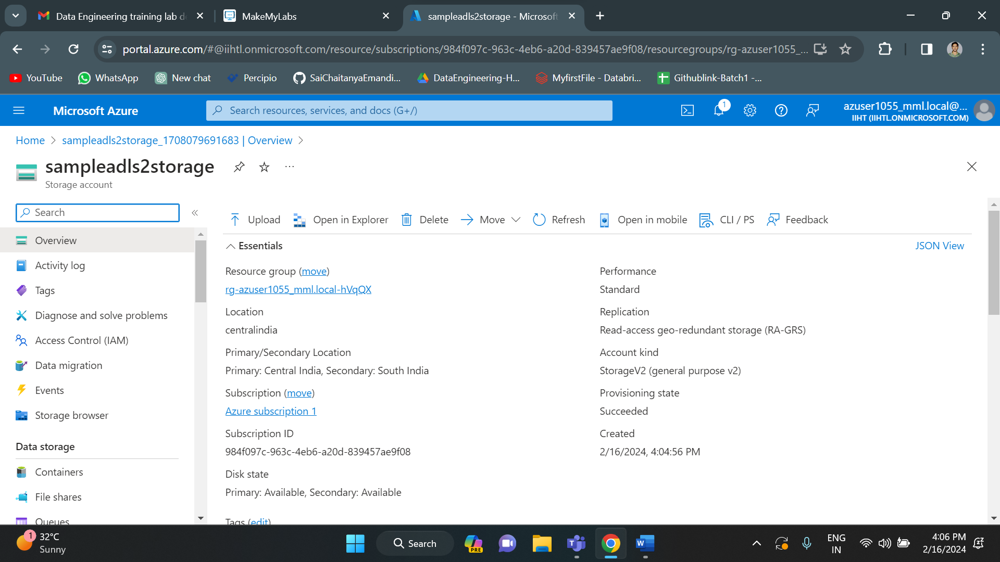 Data Engineering training lab de
MakeMyLabs
sampleadls2storage - Microsoft
portal.azure.com/#@iihtl.onmicrosoft.com/resource/subscriptions/984f097c-963c-4eb6-a20d-839457ae9f08/resourcegroups/rg-azuser1055_...
YouTube
WhatsApp
New chat
Percipio
SaiChaitanyaEmandi...
DataEngineering-H...
MyfirstFile - Databri...
Githublink-Batch1 -...
Microsoft Azure
Search resources, services, and docs (G+/)
1
azuser1055_mml.local@...
IIHT (IIHTL.ONMICROSOFT.COM)
Home > sampleadls2storage_1708079691683 | Overview >
sampleadls2storage
Storage account
Search
Upload
Open in Explorer
Delete
Move
Refresh
Open in mobile
CLI / PS
Feedback
Overview
Activity log
Tags
Diagnose and solve problems
Access Control (IAM)
Data migration
Events
Storage browser
Data storage
Containers
File shares
Queues
Essentials
JSON View
Resource group (move)
rg-azuser1055_mml.local-hVqQX
Location
centralindia
Primary/Secondary Location
Primary: Central India, Secondary: South India
Subscription (move)
Azure subscription 1
Subscription ID
984f097c-963c-4eb6-a20d-839457ae9f08
Disk state
Primary: Available, Secondary: Available
Tags (edit)
Performance
Standard
Replication
Read-access geo-redundant storage (RA-GRS)
Account kind
StorageV2 (general purpose v2)
Provisioning state
Succeeded
Created
2/16/2024, 4:04:56 PM
1
32°C
Sunny
Search
PRE
ENG
IN
4:06 PM
2/16/2024